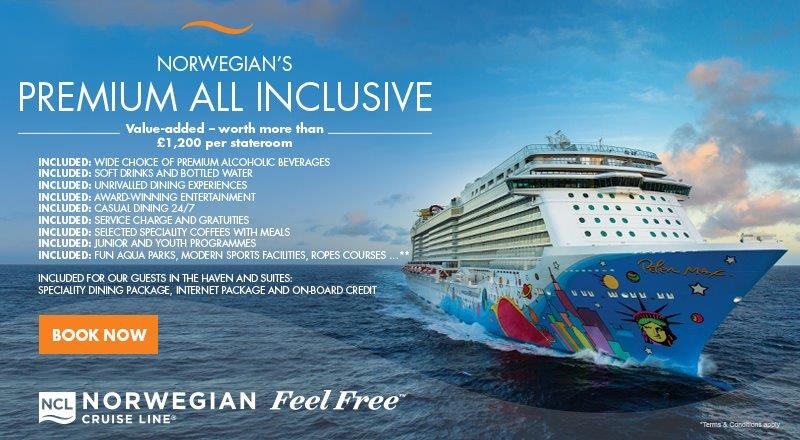 NORWEGIAN'S
PREMIUM ALL INCLUSIVE
Value-added – worth more than
£1,200 per stateroom
INCLUDED: WIDE CHOICE OF PREMIUM ALCOHOLIC BEVERAGES
INCLUDED: SOFT DRINKS AND BOTTLED WATER
INCLUDED: UNRIVALLED DINING EXPERIENCES
INCLUDED: AWARD-WINNING ENTERTAINMENT
INCLUDED: CASUAL DINING 24/7
INCLUDED: SERVICE CHARGE AND GRATUITIES
INCLUDED: SELECTED SPECIALITY COFFEES WITH MEALS
INCLUDED: JUNIOR AND YOUTH PROGRAMMES
INCLUDED: FUN AQUA PARKS, MODERN SPORTS FACILITIES, ROPES COURSES ...**
INCLUDED FOR OUR GUESTS IN THE HAVEN AND SUITES:
SPECIALITY DINING PACKAGE, INTERNET PACKAGE AND ON-BOARD CREDIT
BOOK NOW
Peter Max
NCL NORWEGIAN
CRUISE LINE®
Feel Free™
*Terms & Conditions apply